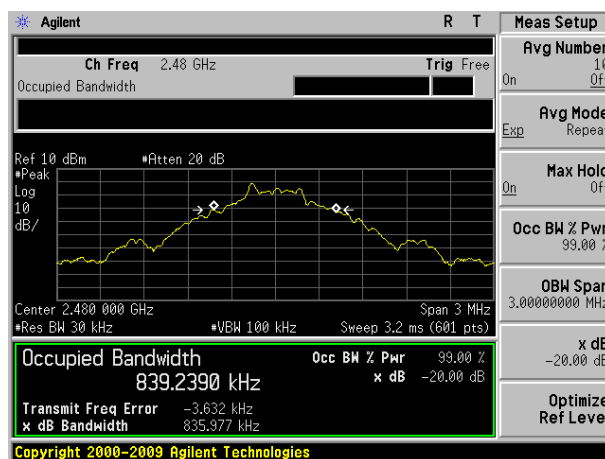 Agilent R T
Ch Freq 2.48 GHz Trig Free
Occupied Bandwidth
Ref 10 dBm #Atten 20 dB
#Peak
Log
10
dB/
Center 2.480 000 GHz Span 3 MHz
#Res BW 30 kHz #VBW 100 kHz Sweep 3.2 ms (601 pts)
Occupied Bandwidth Occ BW % Pwr 99.00 %
839.2390 kHz x dB -20.00 dB
Transmit Freq Error -3.632 kHz
x dB Bandwidth 835.977 kHz
Copyright 2000-2009 Agilent Technologies
Meas Setup
Avg Number
10
On Of
Avg Mode
Exp Repea
Max Hold
On Of
Occ BW % Pwr
99.00 %
OBW Span
3.00000000 MHz
x dB
-20.00 dB
Optimize
Ref Leve